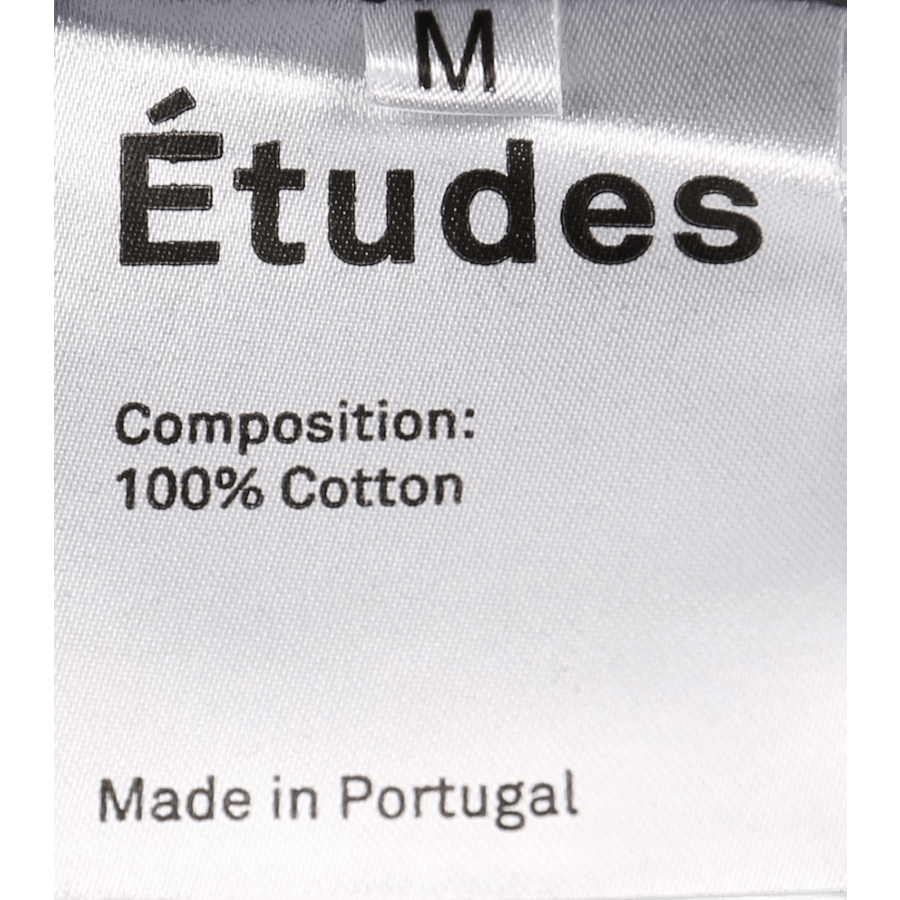 M
Études
Composition:
100% Cotton
Made in Portugal